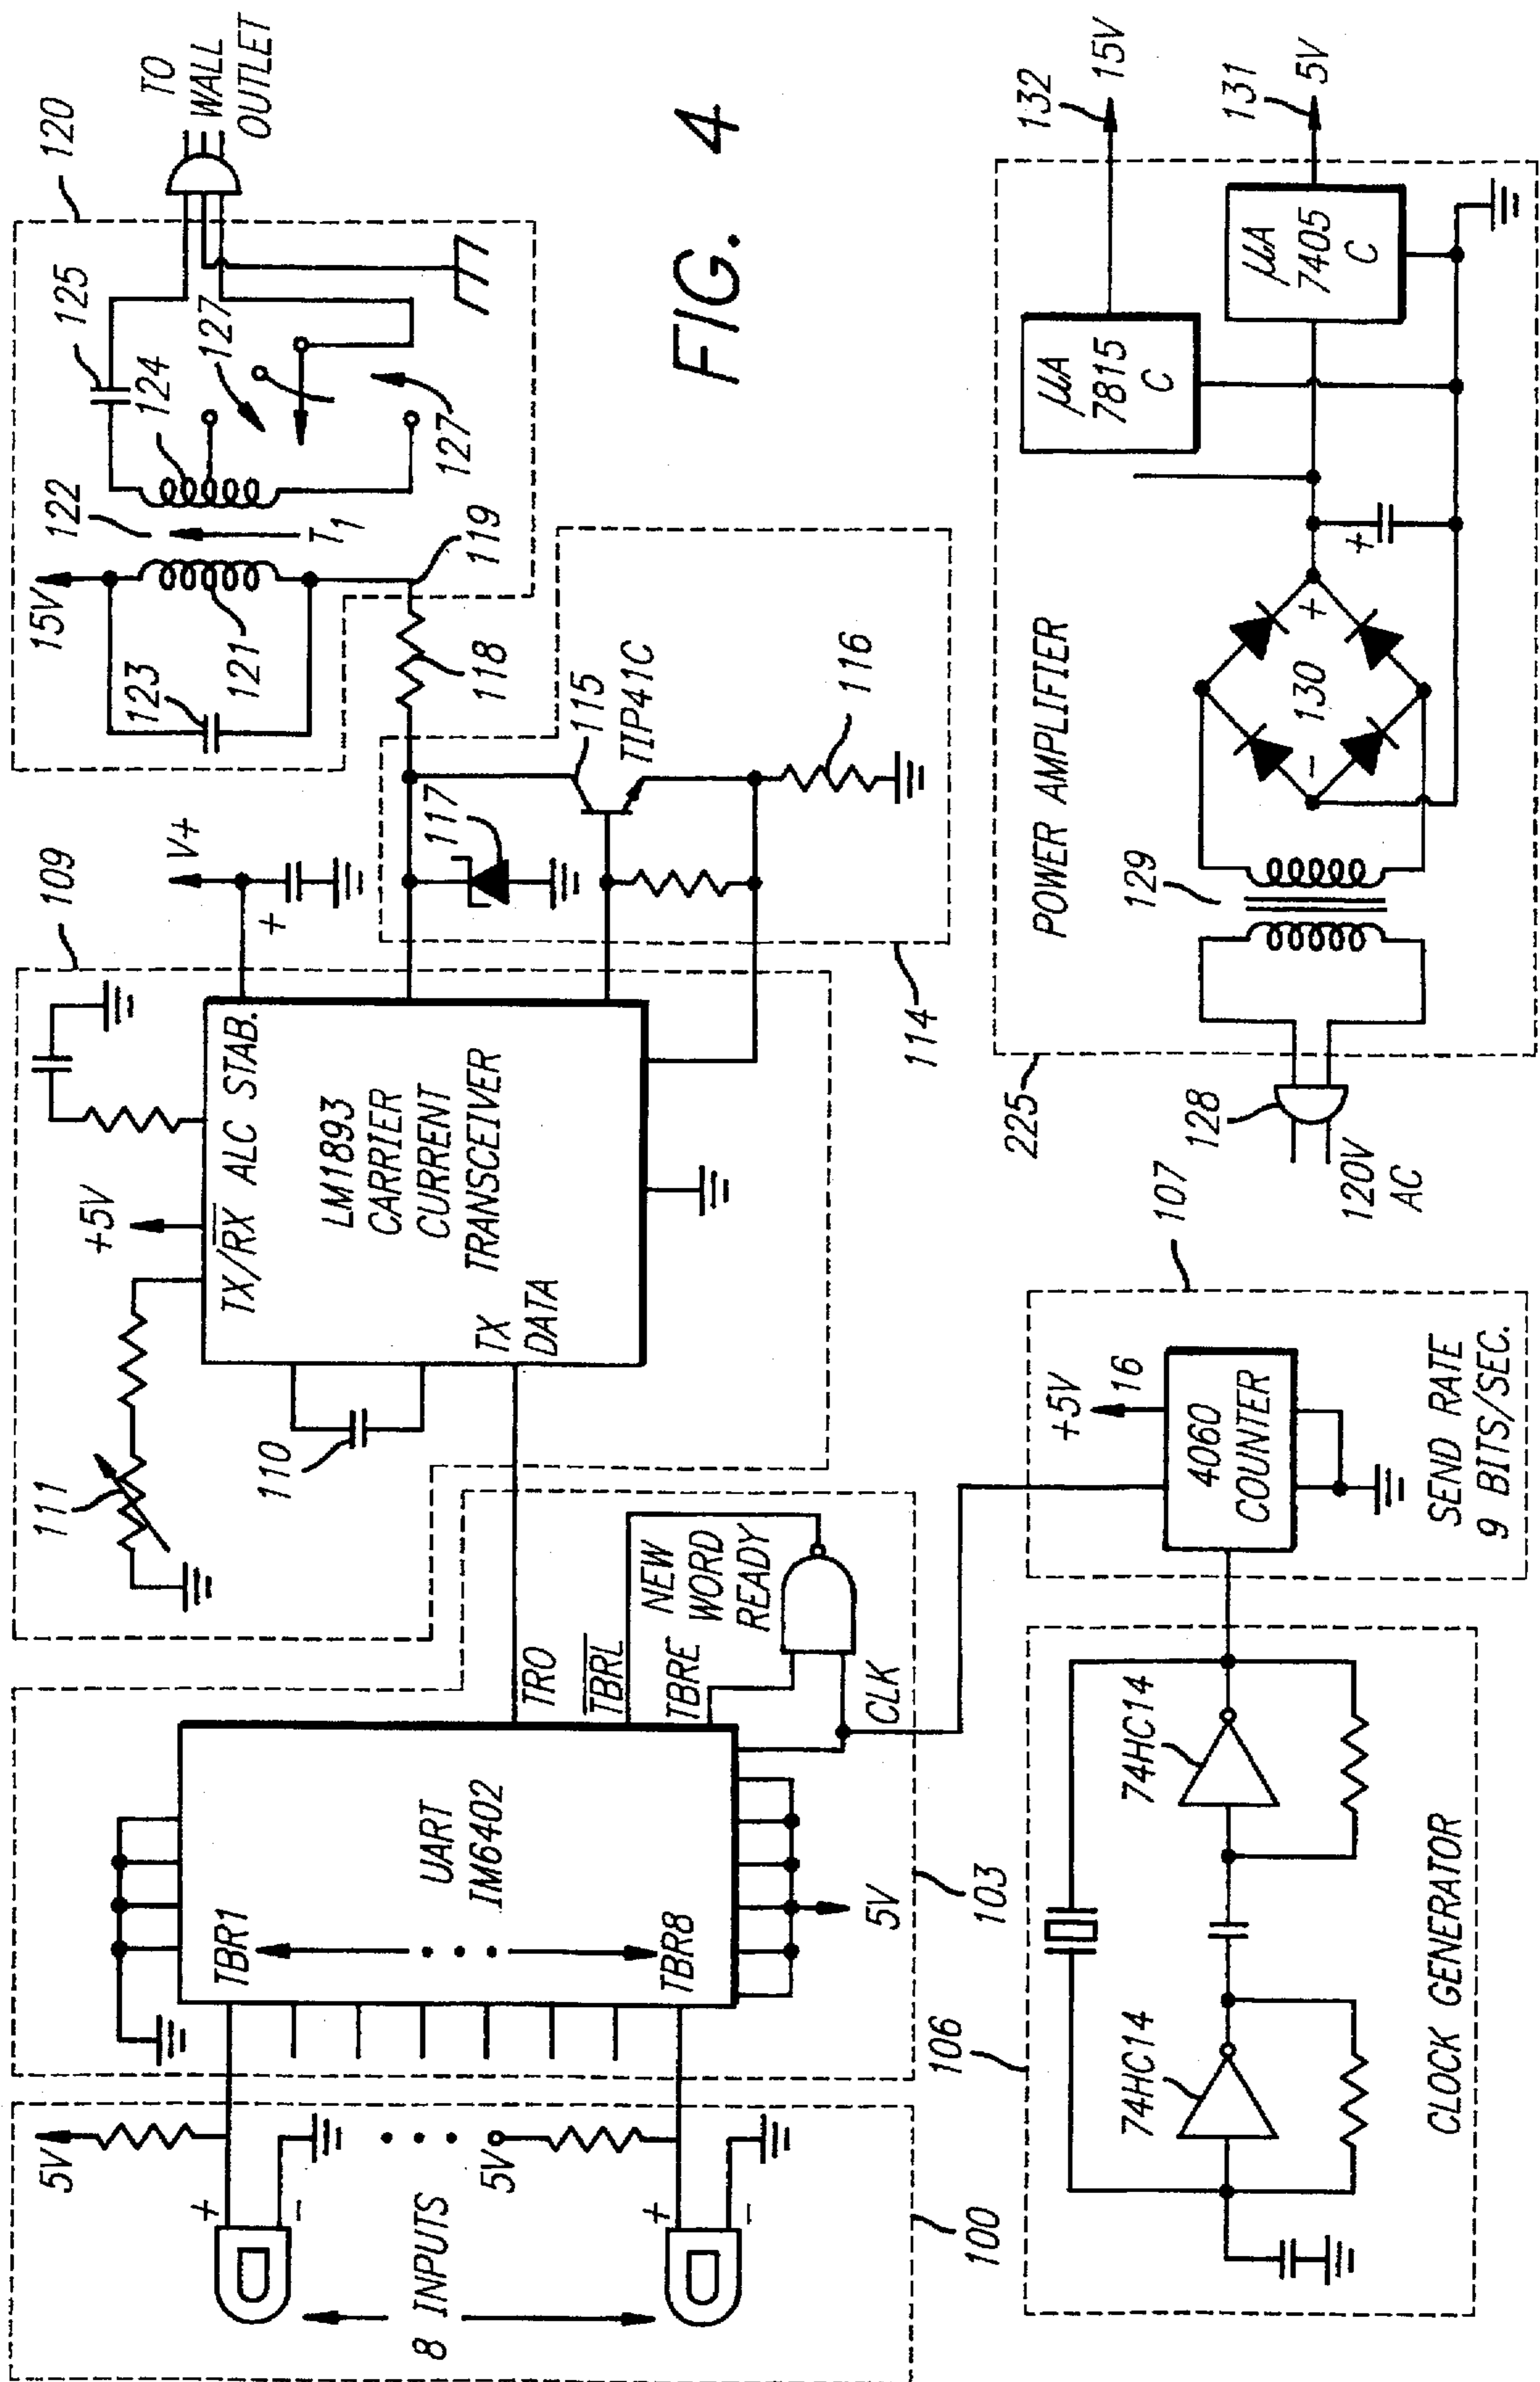 FIG. 4
8 INPUTS
5V
+
-
5V
+
-
100
TBR1
TBR8
UART
IM6402
5V
103
TRO
TBRL
TBRE
CLK
NEW
WORD
READY
111
110
TX/RX
ALC STAB.
+5V
LM1893
CARRIER
CURRENT
TRANSCEIVER
TX
DATA
109
V+
+
114
117
115
TIP41C
116
118
119
15V
123
121
122
T1
124
125
127
127
120
TO
WALL
OUTLET
106
74HC14
74HC14
CLOCK GENERATOR
107
+5V
16
4060
COUNTER
SEND RATE
9 BITS/SEC.
225
POWER AMPLIFIER
128
120V
AC
129
130
-
+
+
μA
7815
C
μA
7405
C
132
15V
131
5V